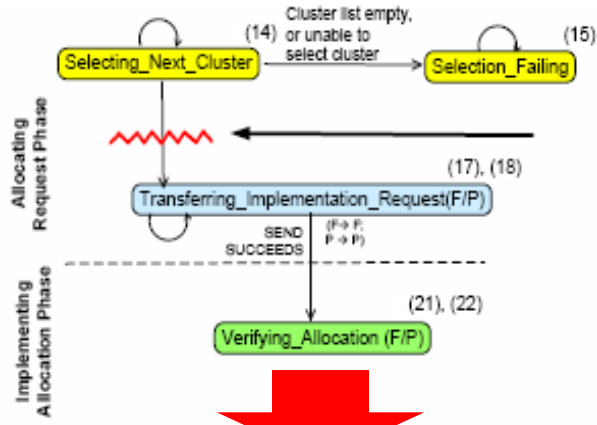 (14)
Cluster list empty,
or unable to
select cluster
(15)
Selecting_Next_Cluster
Selection_Failing
Allocating
Request Phase
(17), (18)
Transferring_Implementation_Request(F/P)
SEND
SUCCEEDS
(F→ F;
P → P)
Implementing
Allocation Phase
(21), (22)
Verifying_Allocation (F/P)